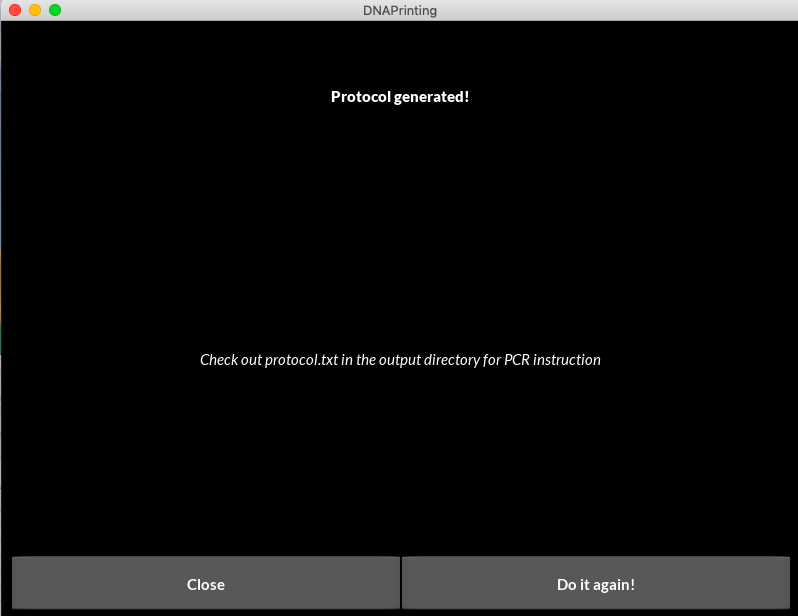 DNAPrinting
Protocol generated!
Check out protocol.txt in the output directory for PCR instruction
Close
Do it again!